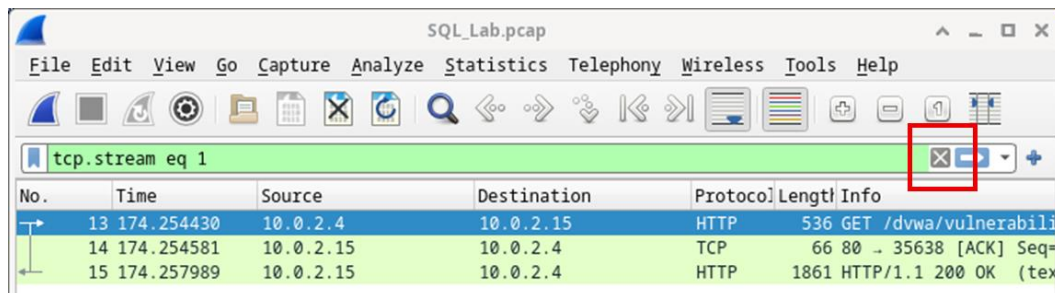 SQL_Lab.pcap
File Edit View Go Capture Analyze Statistics Telephony Wireless Tools Help
tcp.stream eq 1
No. Time Source Destination Protocol Length Info
13 174.254430 10.0.2.4 10.0.2.15 HTTP 536 GET /dvwa/vulnerabili
14 174.254581 10.0.2.15 10.0.2.4 TCP 66 80 → 35638 [ACK] Seq=
15 174.257989 10.0.2.15 10.0.2.4 HTTP 1861 HTTP/1.1 200 OK (tex